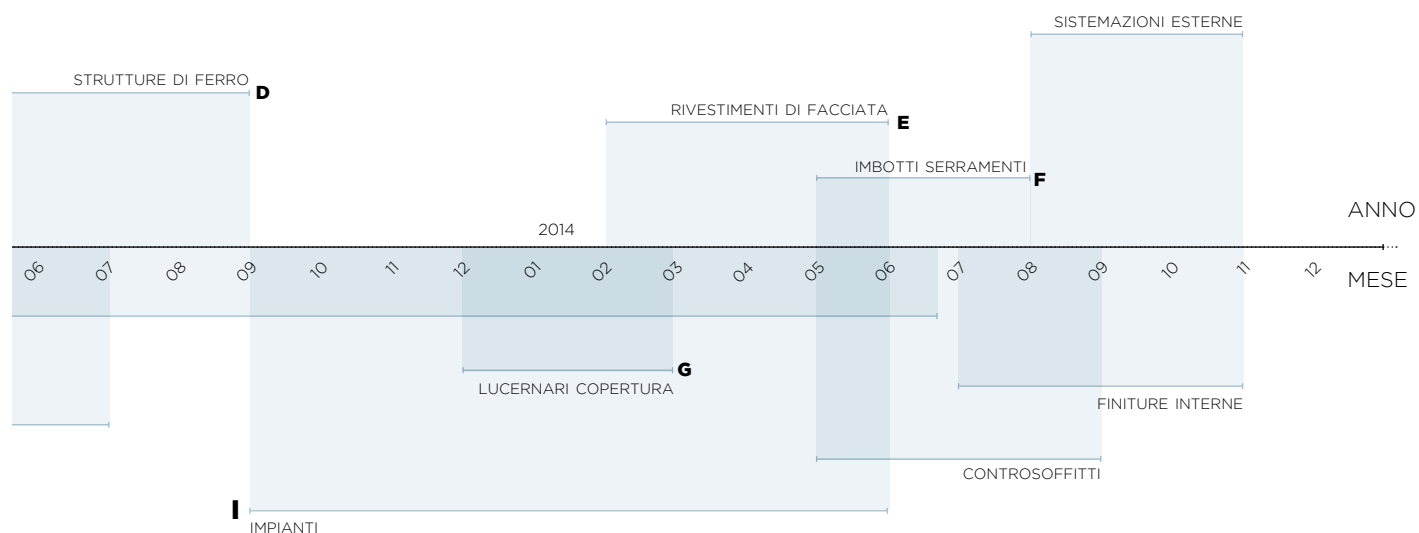 SISTEMAZIONI ESTERNE
STRUTTURE DI FERRO D
RIVESTIMENTI DI FACCIATA E
IMBOTTI SERRAMENTI F
ANNO
2014
06 07 08 09 10 11 12 01 02 03 04 05 06 07 08 09 10 11 12
MESE
G
LUCERNARI COPERTURA
FINITURE INTERNE
CONTROSOFFITTI
I
IMPIANTI